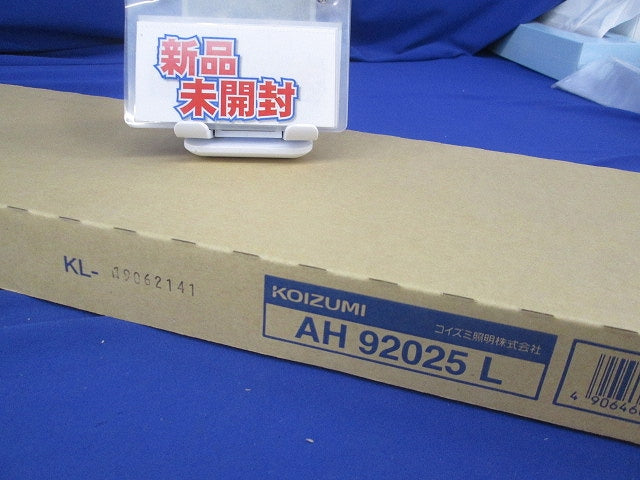 新品
未開封
KL- 19062141
KOIZUMI
コイズミ照明株式会社
AH 92025 L